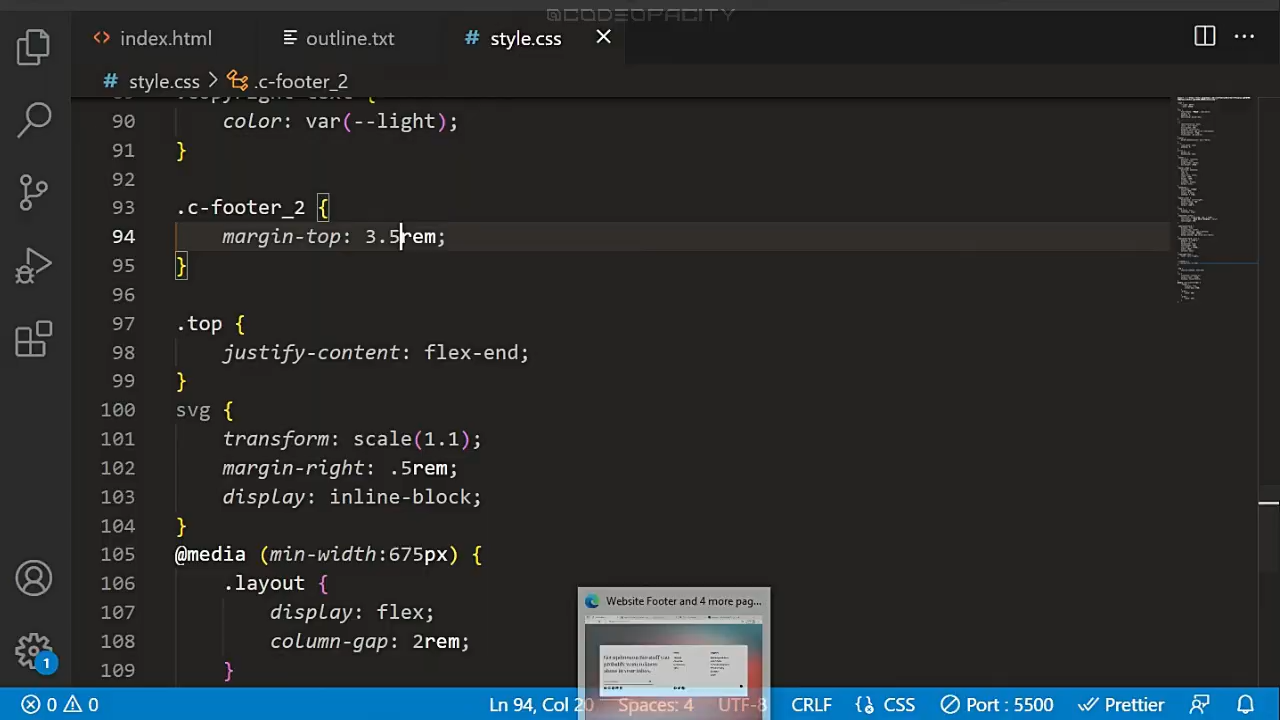 @CODEOPACITY
index.html
outline.txt
# style.css
# style.css > .c-footer_2
90 color: var(--light);
91 }
92
93 .c-footer_2 {
94 margin-top: 3.5rem;
95 }
96
97 .top {
98 justify-content: flex-end;
99 }
100 svg {
101 transform: scale(1.1);
102 margin-right: .5rem;
103 display: inline-block;
104 }
105 @media (min-width:675px) {
106 .layout {
107 display: flex;
108 column-gap: 2rem;
109 }
Website Footer and 4 more pag...
1
0 0 Ln 94, Col 20 Spaces: 4 UTF-8 CRLF {} CSS Port : 5500 Prettier